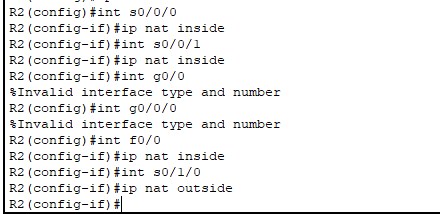 R2(config)#int s0/0/0
R2(config-if)#ip nat inside
R2(config-if)#int s0/0/1
R2(config-if)#ip nat inside
R2(config-if)#int g0/0
%Invalid interface type and number
R2(config)#int g0/0/0
%Invalid interface type and number
R2(config)#int f0/0
R2(config-if)#ip nat inside
R2(config-if)#int s0/1/0
R2(config-if)#ip nat outside
R2(config-if)#